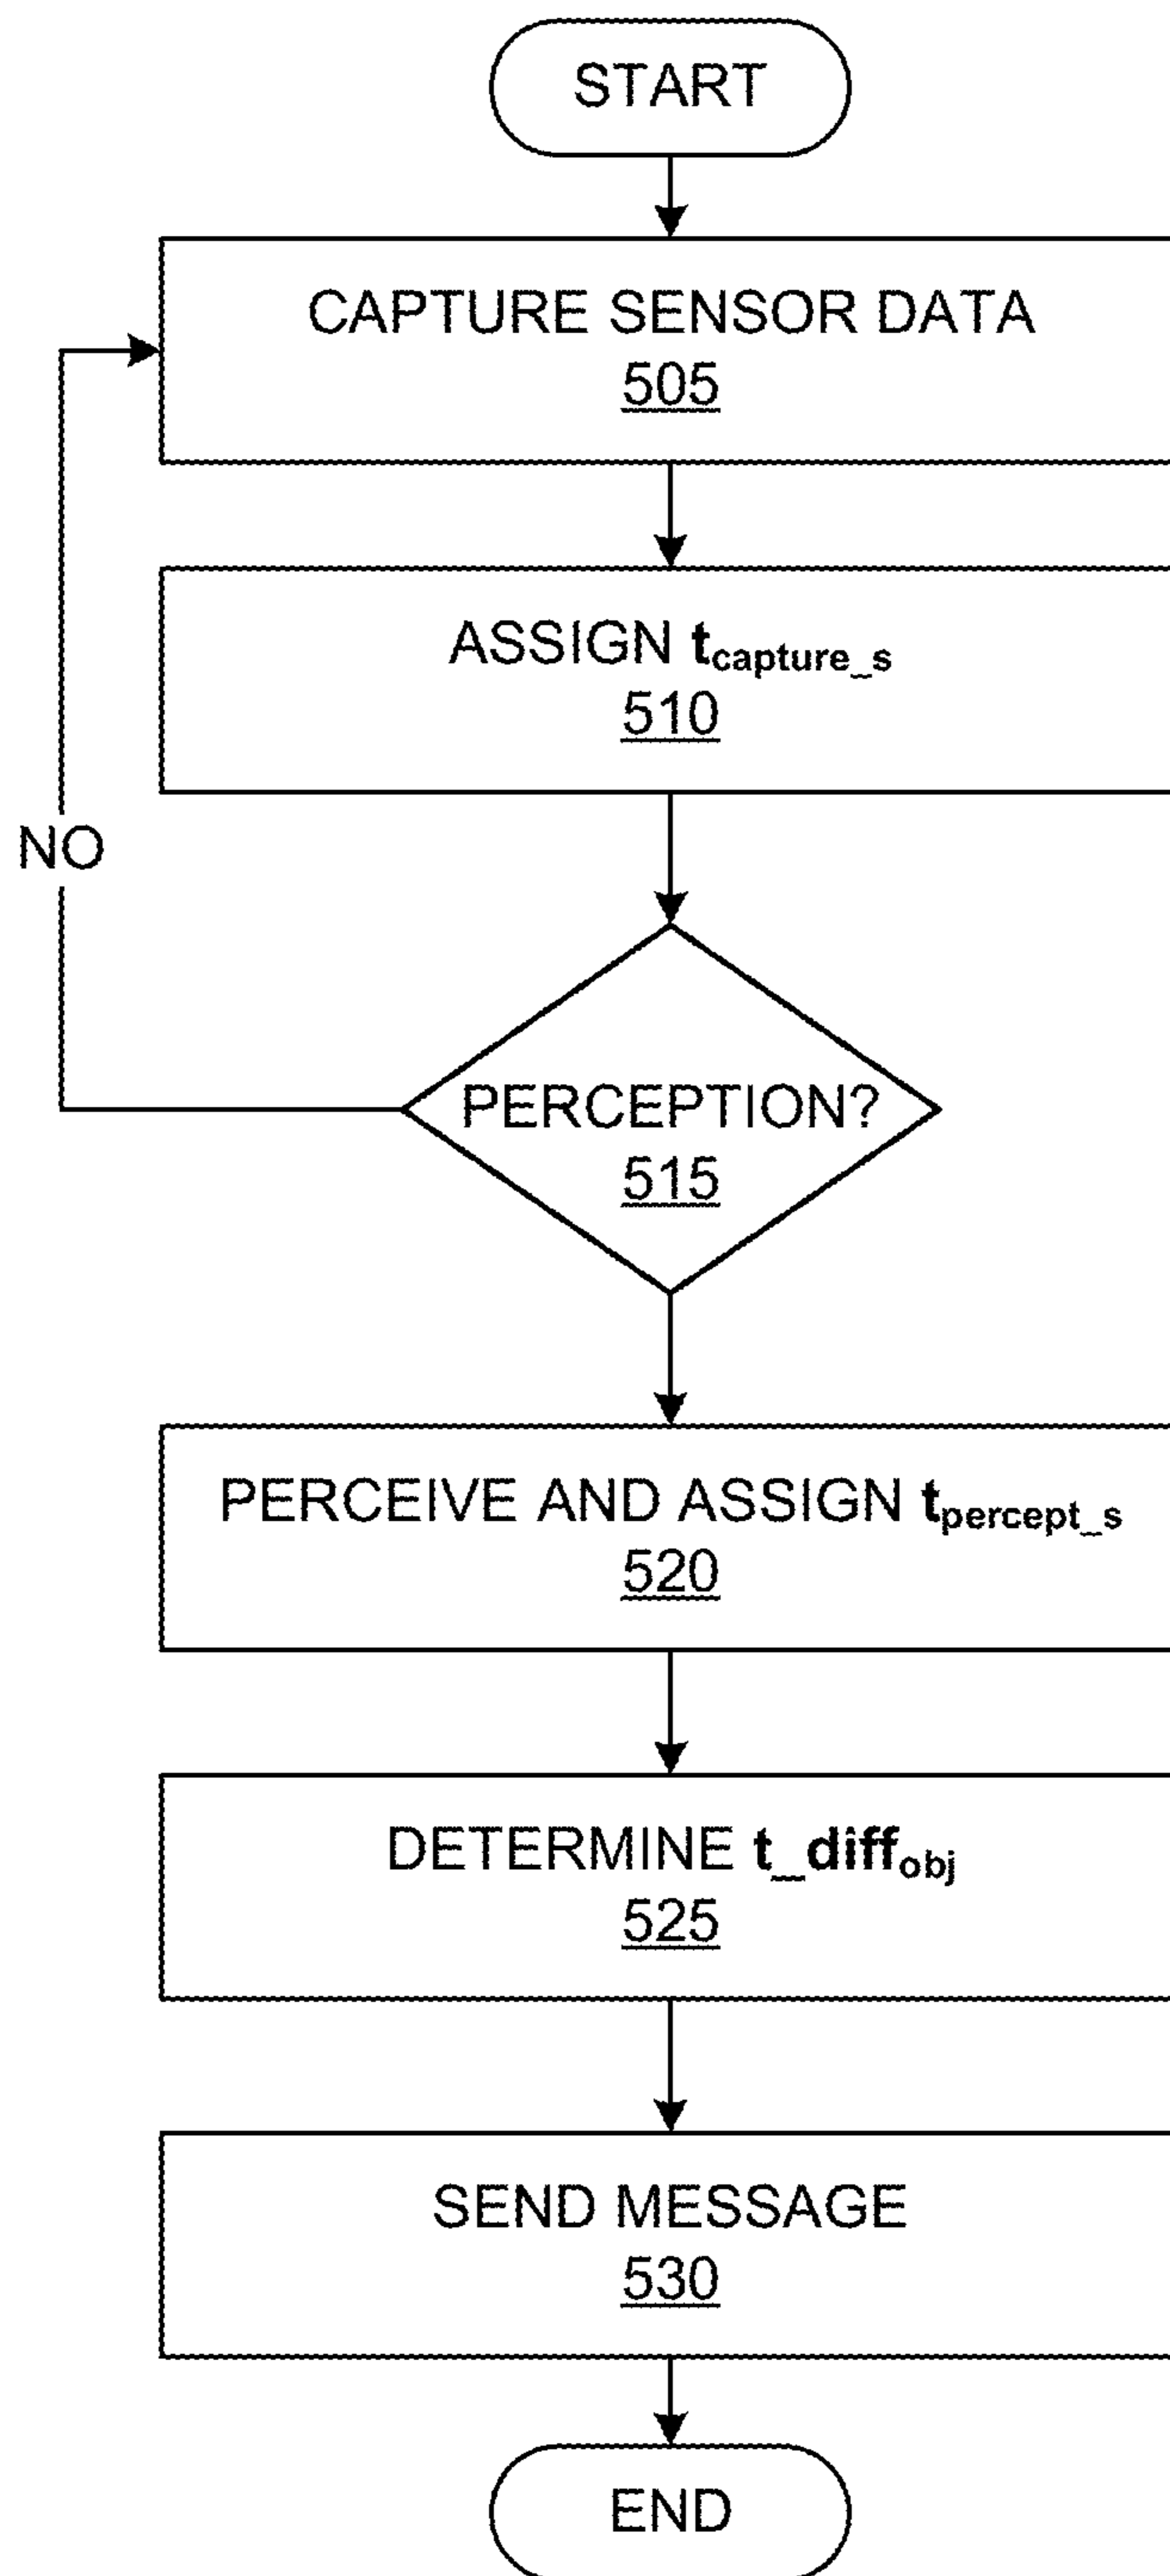 START
CAPTURE SENSOR DATA
505
ASSIGN tcapture_s
510
NO
PERCEPTION?
515
PERCEIVE AND ASSIGN tpercept_s
520
DETERMINE t_diffobj
525
SEND MESSAGE
530
END